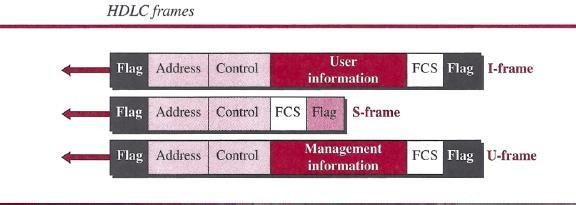 HDLC frames
Flag Address Control User information FCS Flag I-frame
Flag Address Control FCS Flag S-frame
Flag Address Control Management information FCS Flag U-frame